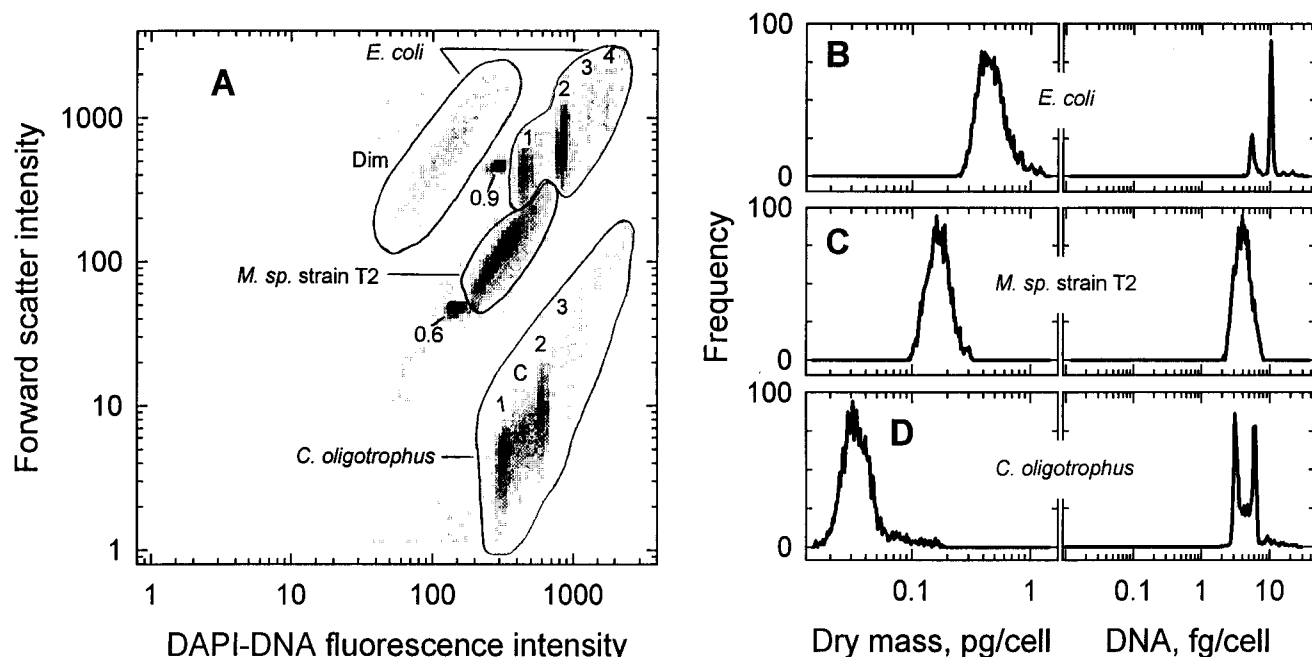 A
E. coli
3 4
2
1
Dim
0.9
M. sp. strain T2
0.6
3
2
C
1
C. oligotrophus
1000
100
10
1
1 10 100 1000
Forward scatter intensity
DAPI-DNA fluorescence intensity
Frequency
100
B
E. coli
0
100
C
M. sp. strain T2
0
100
D
C. oligotrophus
0
0.1 1 0.1 1 10
Dry mass, pg/cell DNA, fg/cell